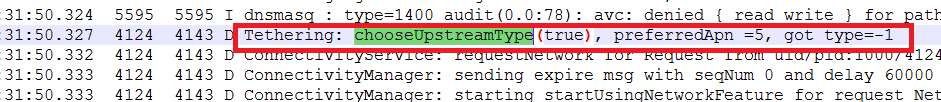 :31:50.324 5595 5595 I dnsmasq : type=1400 audit(0.0:78): avc: denied { read write } for path
:31:50.327 4124 4143 D Tethering: chooseUpstreamType(true), preferredApn =5, got type=-1
:31:50.332 4124 4143 D ConnectivityService: requestNetwork for Request from uid/pid:1000/4124
:31:50.333 4124 4143 D ConnectivityManager: sending expire msg with seqNum 0 and delay 60000
:31:50.333 4124 4143 D ConnectivityManager: starting startUsingNetworkFeature for request Net